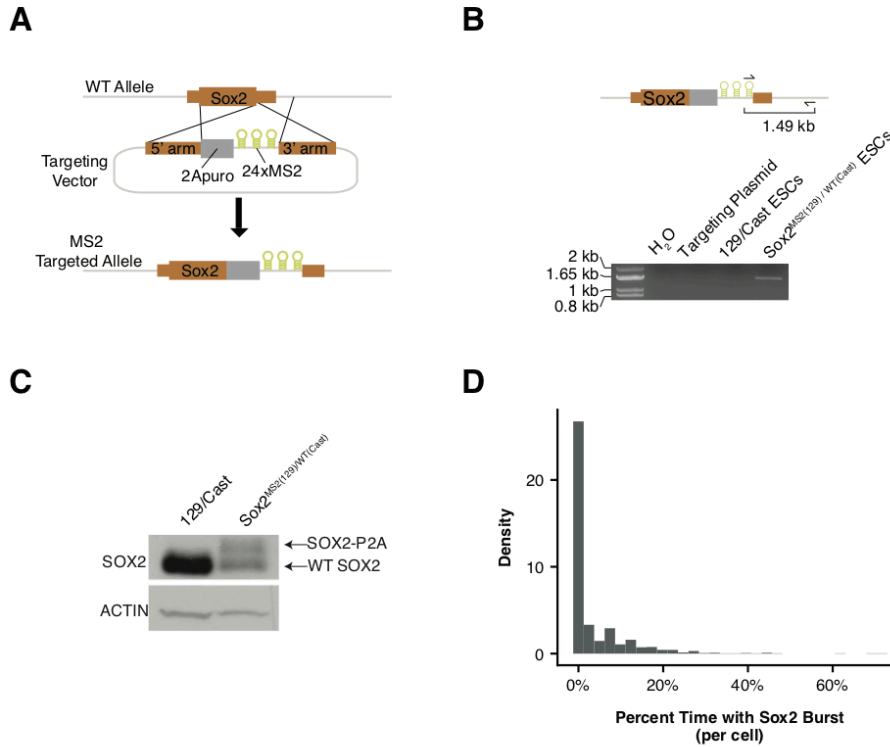 A
WT Allele
Sox2
5' arm
3' arm
Targeting
Vector
2Apuro
24xMS2
MS2
Targeted Allele
Sox2
B
Sox2
1.49 kb
H2O
Targeting Plasmid
129/Cast ESCs
Sox2MS2(129) / WT(Cast) ESCs
2 kb
1.65 kb
1 kb
0.8 kb
C
129/Cast
Sox2MS2(129)/WT(Cast)
SOX2
SOX2-P2A
WT SOX2
ACTIN
D
Density
20
10
0
0%
20%
40%
60%
Percent Time with Sox2 Burst
(per cell)